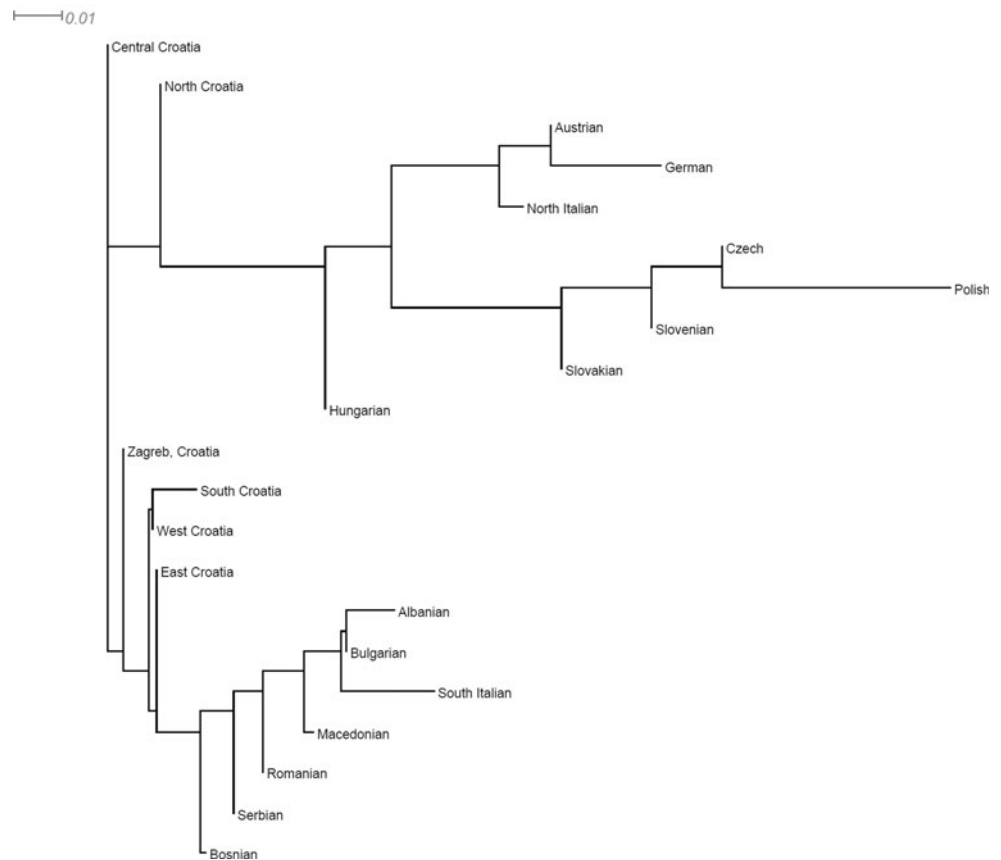 0.01
Central Croatia
North Croatia
Austrian
German
North Italian
Czech
Polish
Slovenian
Slovakian
Hungarian
Zagreb, Croatia
South Croatia
West Croatia
East Croatia
Albanian
Bulgarian
South Italian
Macedonian
Romanian
Serbian
Bosnian